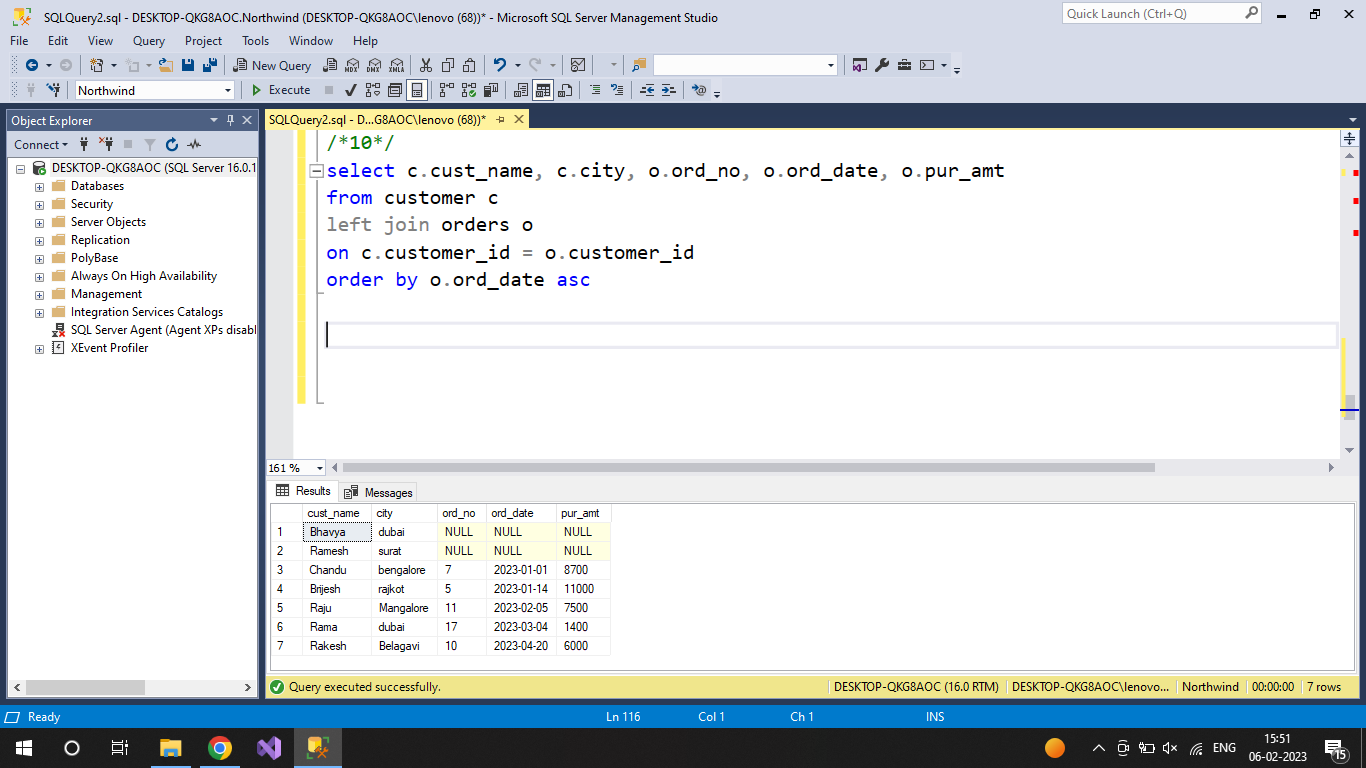 SQLQuery2.sql - DESKTOP-QKG8AOC.Northwind (DESKTOP-QKG8AOC\lenovo (68))* - Microsoft SQL Server Management Studio
Quick Launch (Ctrl+Q)
File Edit View Query Project Tools Window Help
New Query MDX DMX XMLA
Northwind Execute
Object Explorer
SQLQuery2.sql - D...G8AOC\lenovo (68))*
Connect
DESKTOP-QKG8AOC (SQL Server 16.0.1
Databases
Security
Server Objects
Replication
PolyBase
Always On High Availability
Management
Integration Services Catalogs
SQL Server Agent (Agent XPs disabl
XEvent Profiler
/*10*/
select c.cust_name, c.city, o.ord_no, o.ord_date, o.pur_amt
from customer c
left join orders o
on c.customer_id = o.customer_id
order by o.ord_date asc
161 %
Results Messages
cust_name city ord_no ord_date pur_amt
1 Bhavya dubai NULL NULL NULL
2 Ramesh surat NULL NULL NULL
3 Chandu bengalore 7 2023-01-01 8700
4 Brijesh rajkot 5 2023-01-14 11000
5 Raju Mangalore 11 2023-02-05 7500
6 Rama dubai 17 2023-03-04 1400
7 Rakesh Belagavi 10 2023-04-20 6000
Query executed successfully.
DESKTOP-QKG8AOC (16.0 RTM) DESKTOP-QKG8AOC\lenovo... Northwind 00:00:00 7 rows
Ready Ln 116 Col 1 Ch 1 INS
ENG
15:51
06-02-2023
15